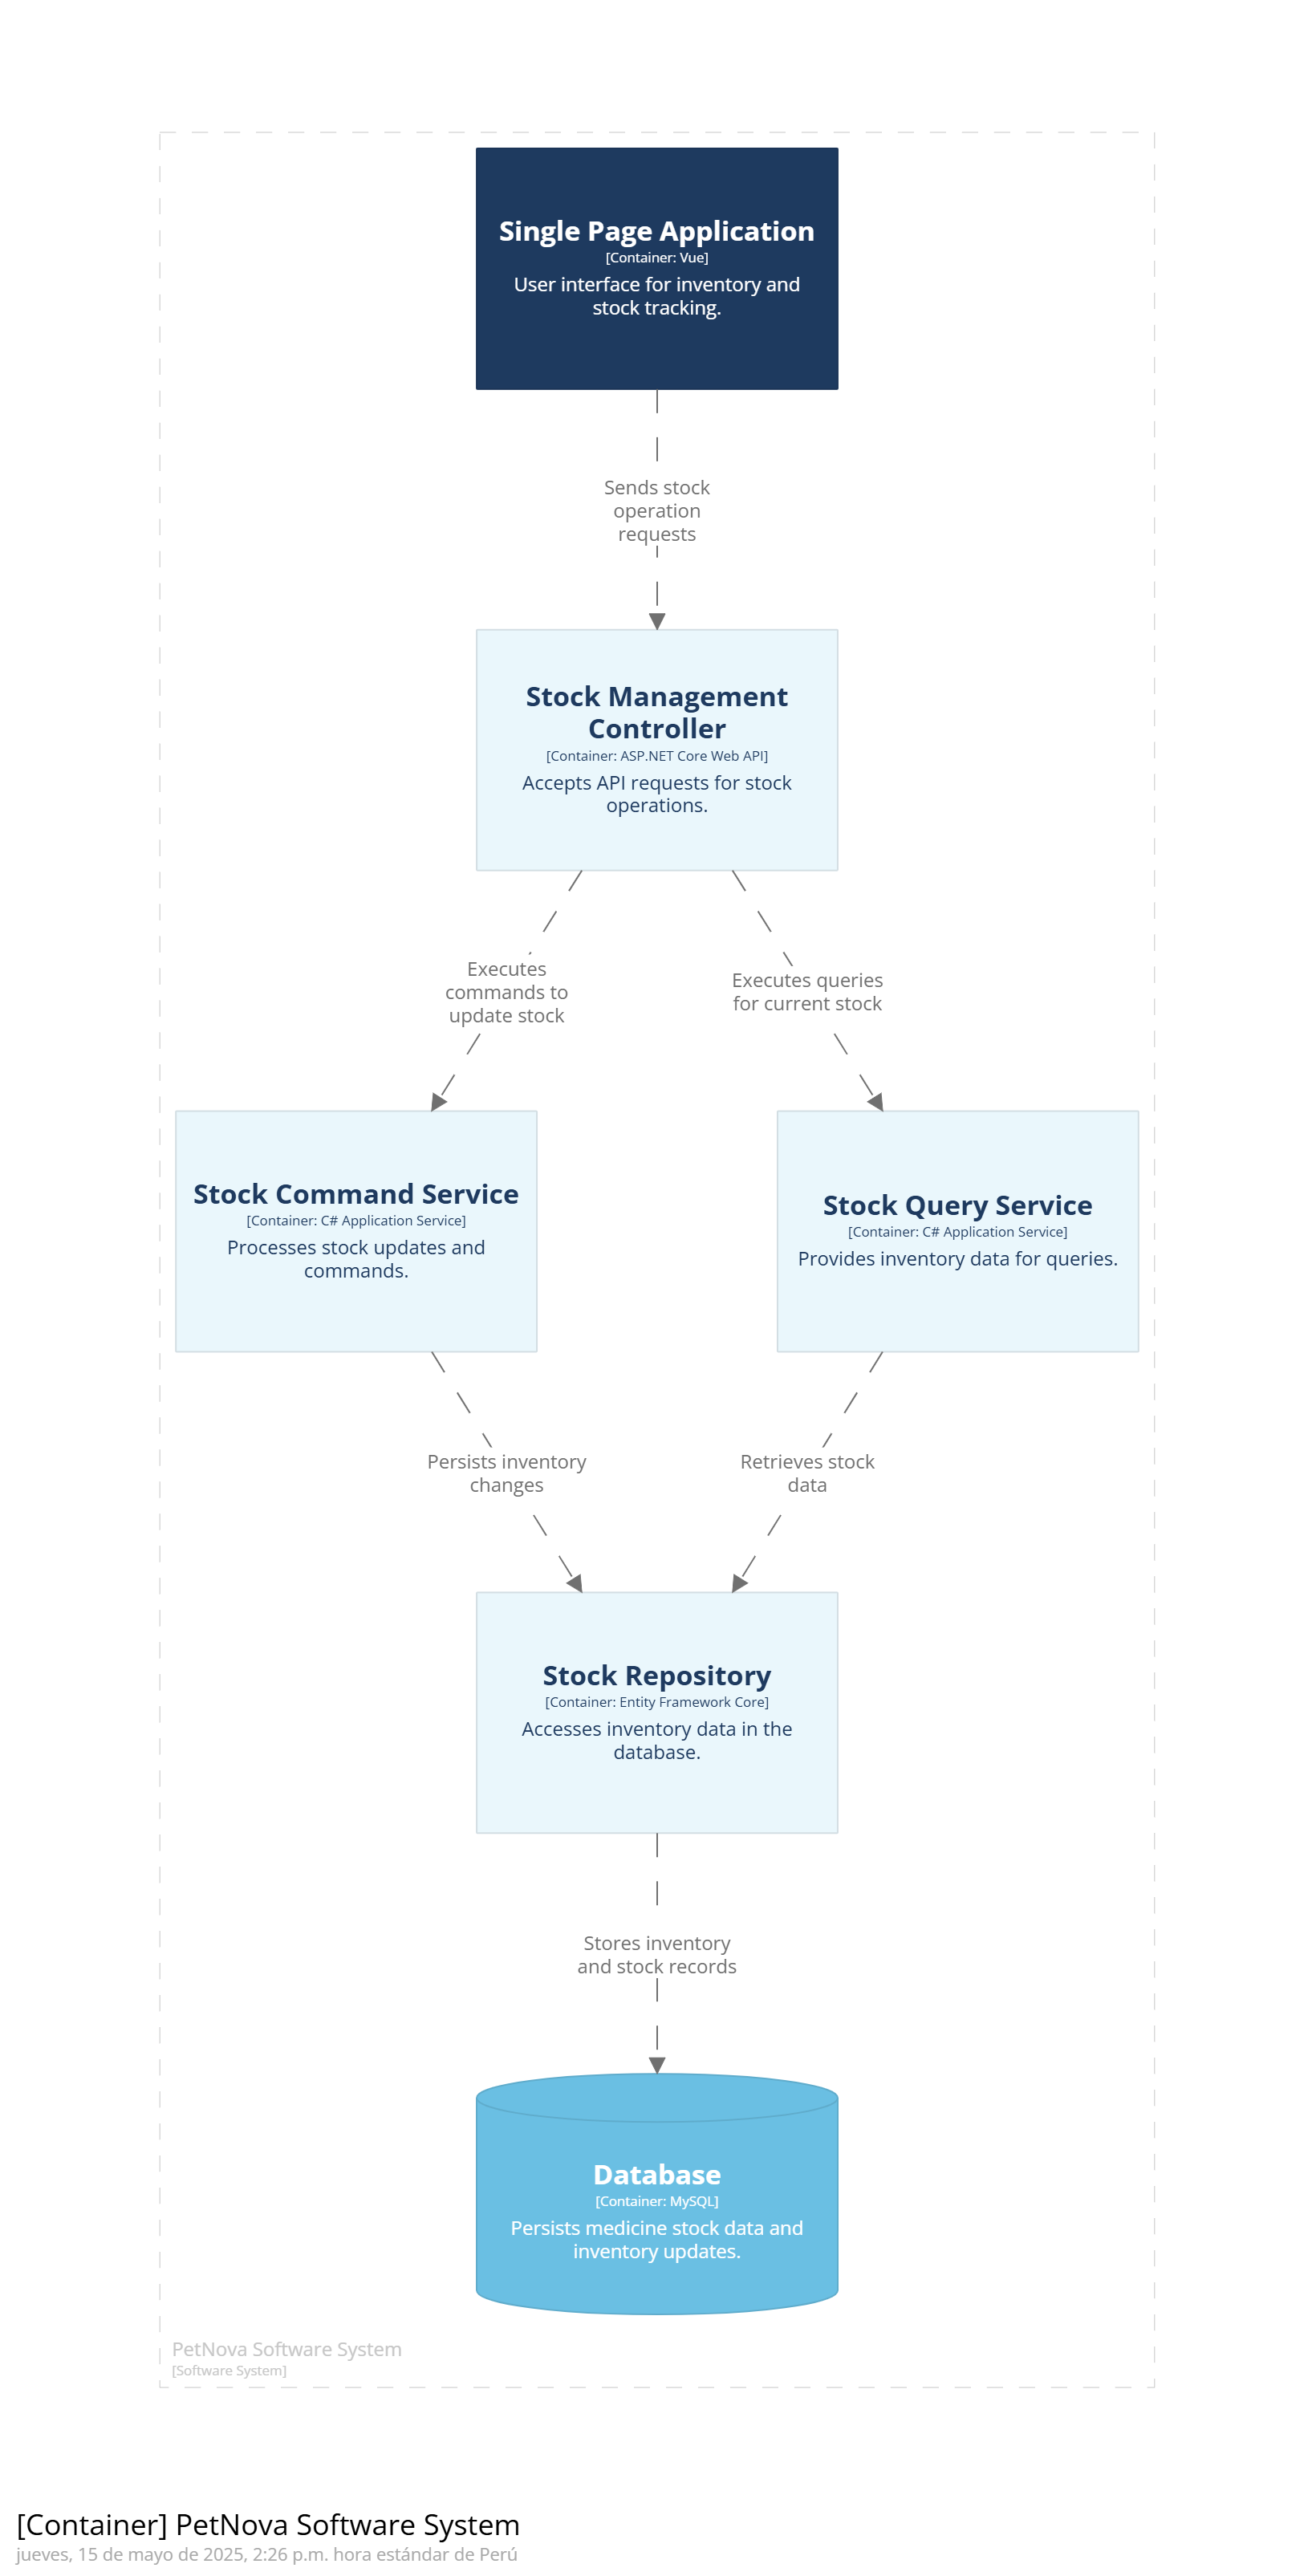 Single Page Application
[Container: Vue]
User interface for inventory and
stock tracking.
Sends stock
operation
requests
Stock Management
Controller
[Container: ASP.NET Core Web API]
Accepts API requests for stock
operations.
Executes
commands to
update stock
Executes queries
for current stock
Stock Command Service
[Container: C# Application Service]
Processes stock updates and
commands.
Stock Query Service
[Container: C# Application Service]
Provides inventory data for queries.
Persists inventory
changes
Retrieves stock
data
Stock Repository
[Container: Entity Framework Core]
Accesses inventory data in the
database.
Stores inventory
and stock records
Database
[Container: MySQL]
Persists medicine stock data and
inventory updates.
PetNova Software System
[Software System]
[Container] PetNova Software System
jueves, 15 de mayo de 2025, 2:26 p.m. hora estándar de Perú